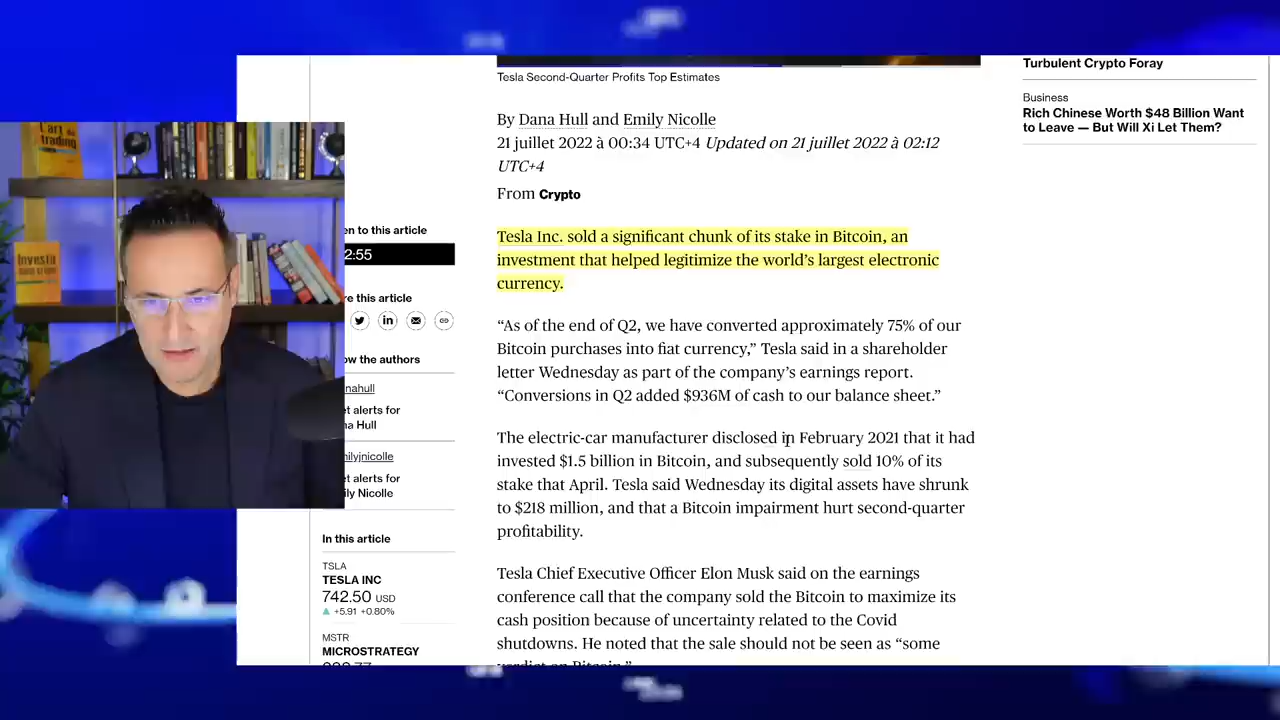 Turbulent Crypto Foray
Tesla Second-Quarter Profits Top Estimates
Business
Rich Chinese Worth $48 Billion Want
to Leave — But Will Xi Let Them?
By Dana Hull and Emily Nicolle
21 juillet 2022 à 00:34 UTC+4 Updated on 21 juillet 2022 à 02:12
UTC+4
From Crypto
L'art du
trading
en to this article
2:55
re this article
ow the authors
nahull
et alerts for
na Hull
milyjnicolle
et alerts for
ily Nicolle
In this article
TSLA
TESLA INC
742.50 USD
+5.91 +0.80%
MSTR
MICROSTRATEGY
Tesla Inc. sold a significant chunk of its stake in Bitcoin, an
investment that helped legitimize the world’s largest electronic
currency.
“As of the end of Q2, we have converted approximately 75% of our
Bitcoin purchases into fiat currency,” Tesla said in a shareholder
letter Wednesday as part of the company’s earnings report.
“Conversions in Q2 added $936M of cash to our balance sheet.”
The electric-car manufacturer disclosed in February 2021 that it had
invested $1.5 billion in Bitcoin, and subsequently sold 10% of its
stake that April. Tesla said Wednesday its digital assets have shrunk
to $218 million, and that a Bitcoin impairment hurt second-quarter
profitability.
Tesla Chief Executive Officer Elon Musk said on the earnings
conference call that the company sold the Bitcoin to maximize its
cash position because of uncertainty related to the Covid
shutdowns. He noted that the sale should not be seen as “some
verdict on Bitcoin.”